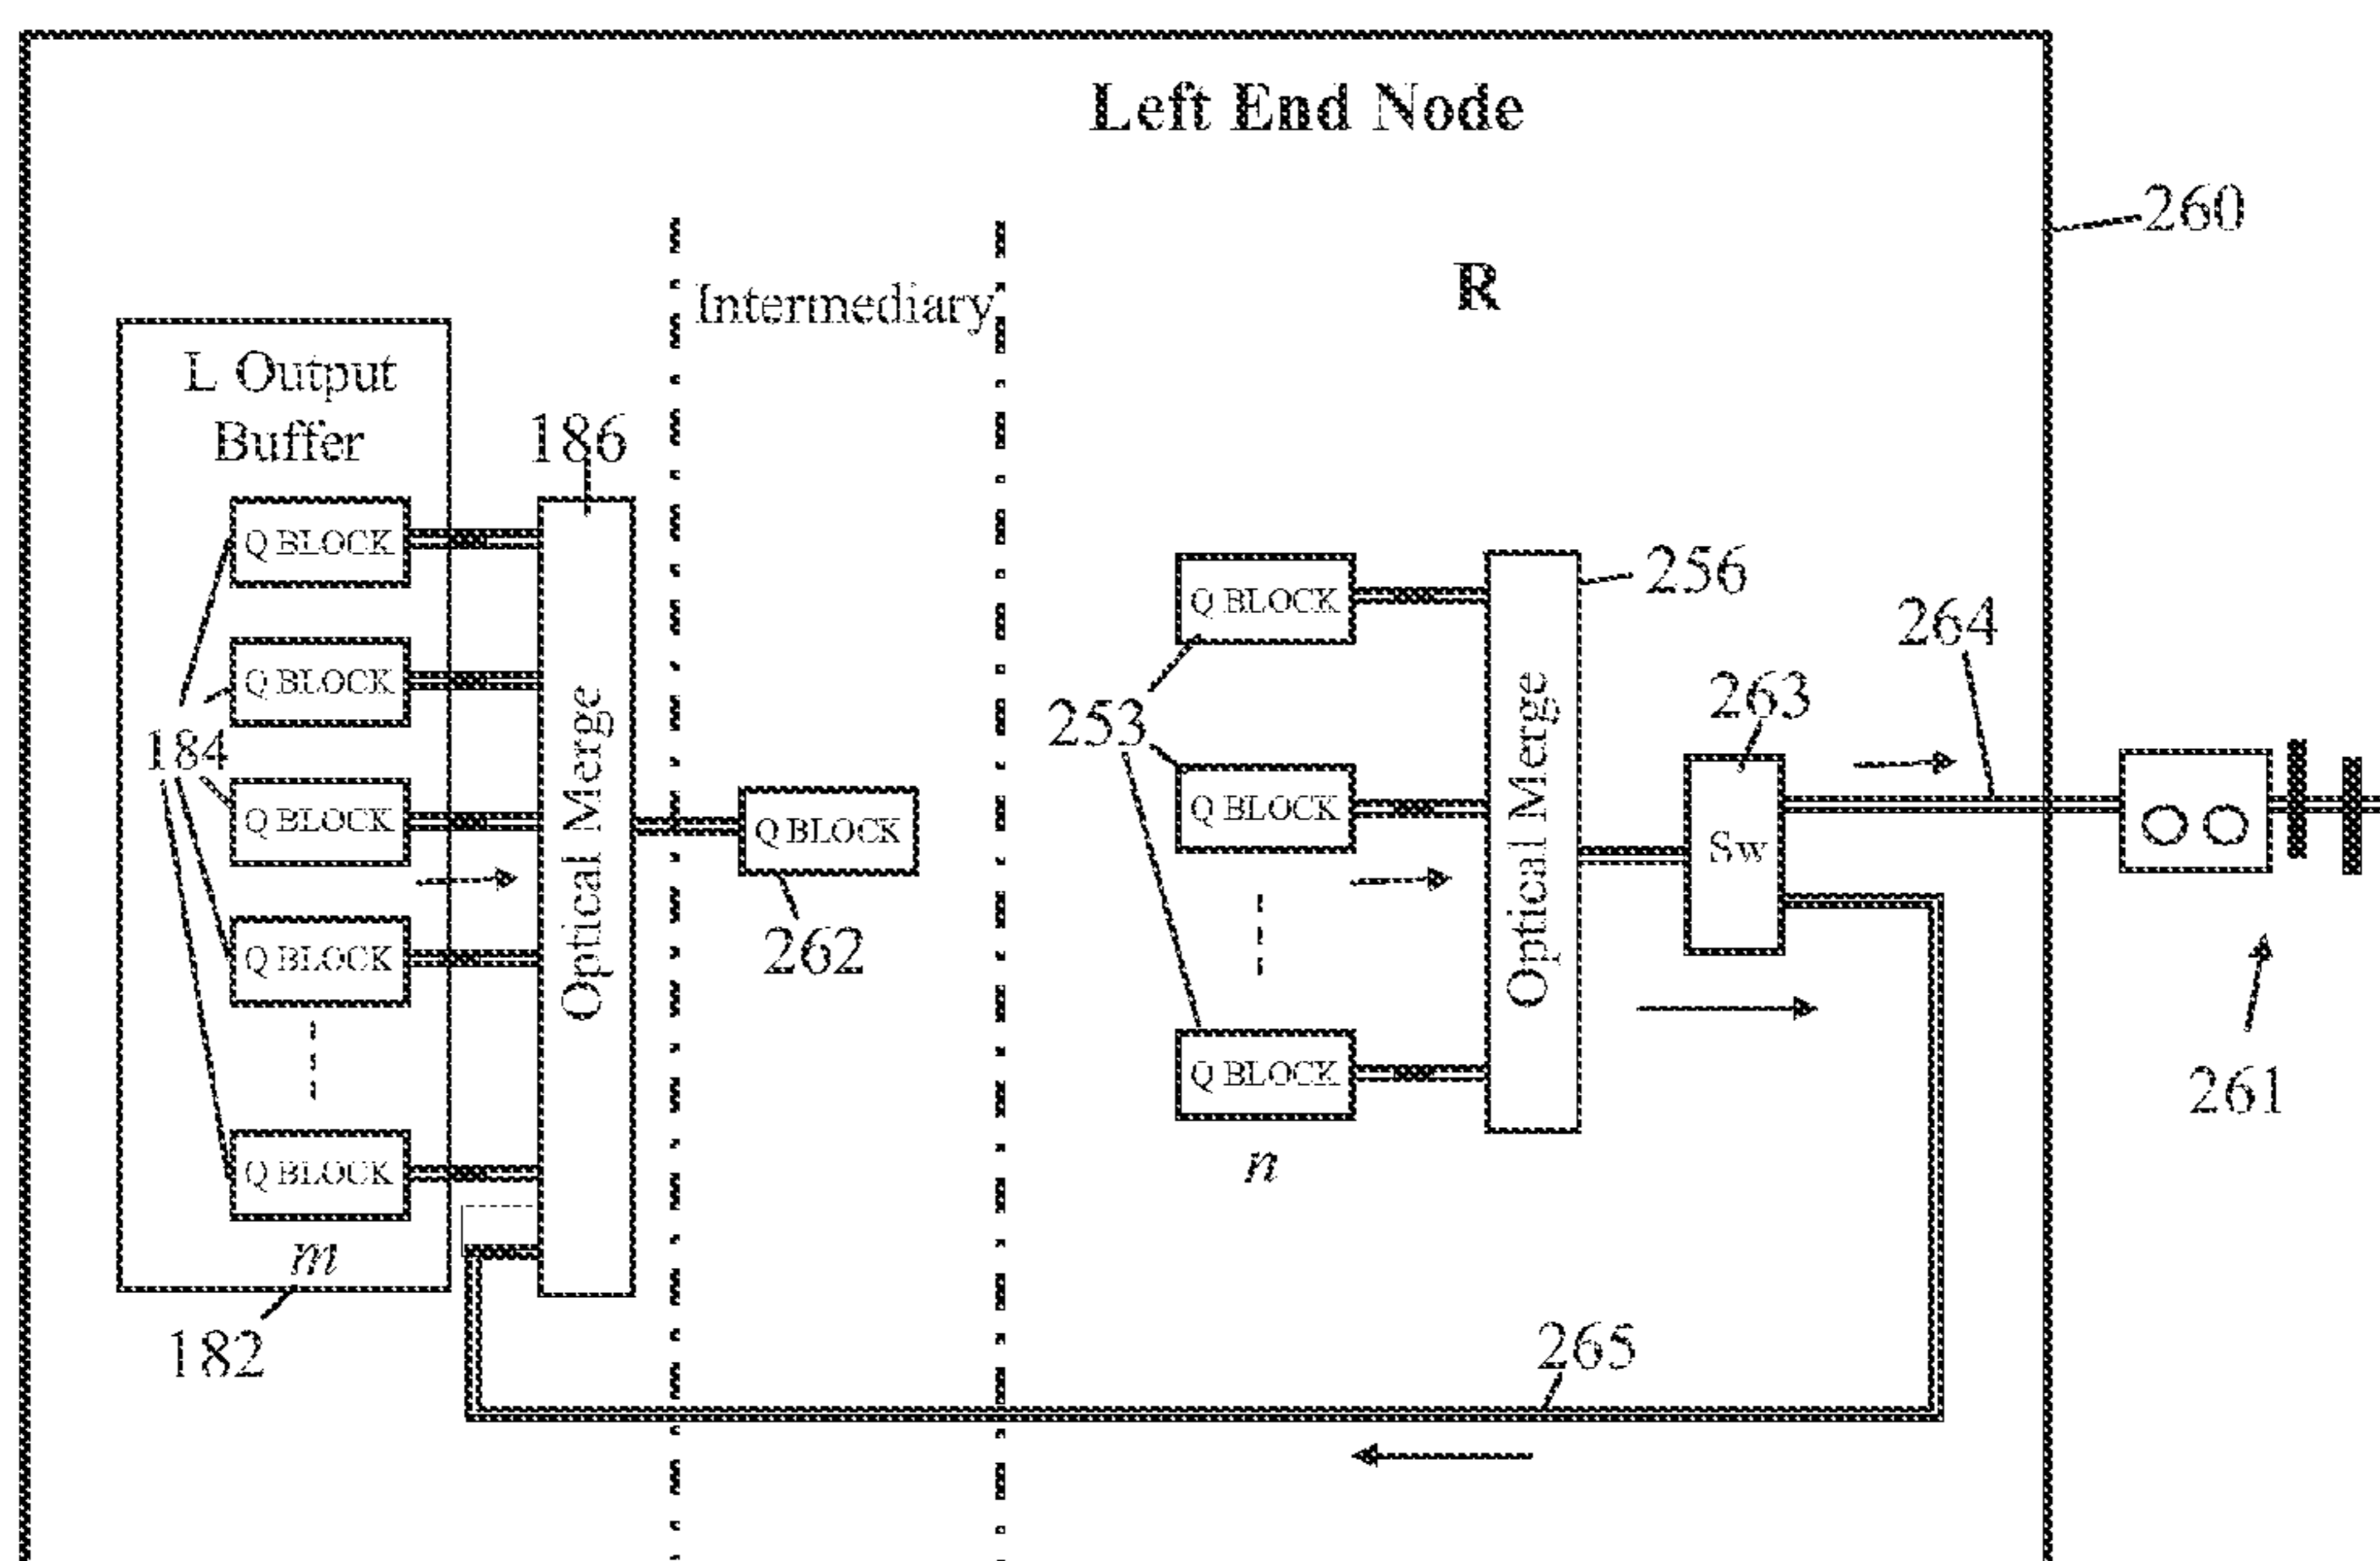 Left End Node
260
R
Intermediary
L Output
Buffer
186
Q BLOCK
Q BLOCK
Q BLOCK
Q BLOCK
Q BLOCK
184
m
182
Optical Merge
Q BLOCK
262
Q BLOCK
Q BLOCK
Q BLOCK
253
n
Optical Merge
256
263
Sw
264
261
265